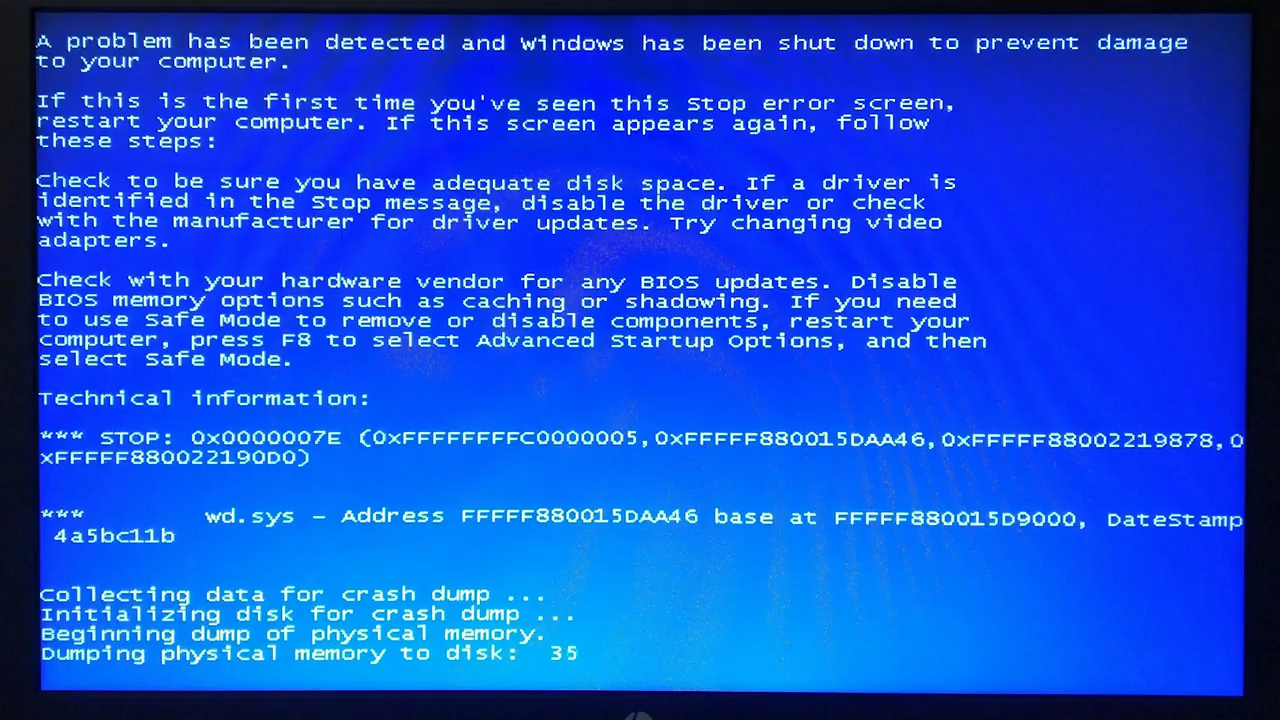 A problem has been detected and Windows has been shut down to prevent damage
to your computer.
If this is the first time you've seen this Stop error screen,
restart your computer. If this screen appears again, follow
these steps:
Check to be sure you have adequate disk space. If a driver is
identified in the Stop message, disable the driver or check
with the manufacturer for driver updates. Try changing video
adapters.
Check with your hardware vendor for any BIOS updates. Disable
BIOS memory options such as caching or shadowing. If you need
to use Safe Mode to remove or disable components, restart your
computer, press F8 to select Advanced Startup Options, and then
select Safe Mode.
Technical information:
*** STOP: 0x0000007E (0xFFFFFFFFC0000005,0xFFFFF880015DAA46,0xFFFFF88002219878,0
xFFFFF880022190D0)
*** wd.sys - Address FFFFF880015DAA46 base at FFFFF880015D9000, DateStamp
4a5bc11b
Collecting data for crash dump ...
Initializing disk for crash dump ...
Beginning dump of physical memory.
Dumping physical memory to disk: 35